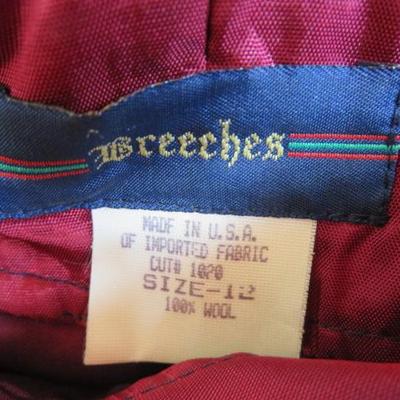 Breeches
MADE IN U.S.A.
OF IMPORTED FABRIC
CUT# 1020
SIZE-12
100% WOOL